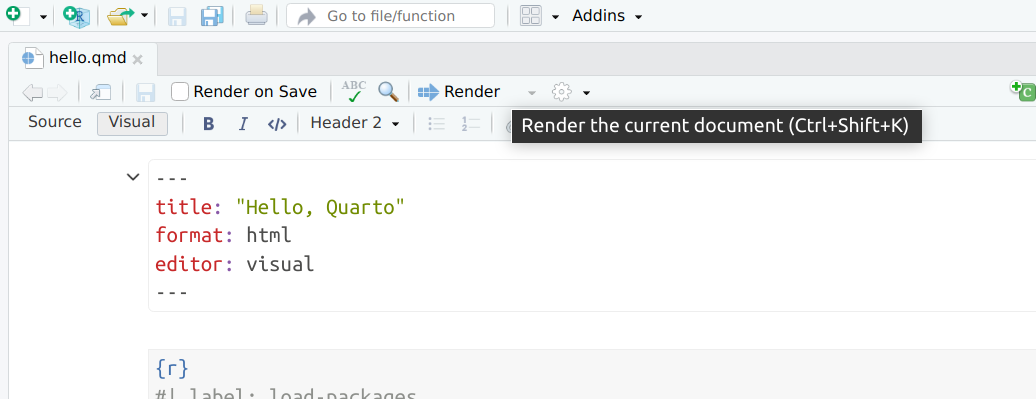 Go to file/function Addins
hello.qmd
Render on Save ABC Render C
Source Visual B I </> Header 2
Render the current document (Ctrl+Shift+K)
---
title: "Hello, Quarto"
format: html
editor: visual
---
{r}
#| label: load-packages